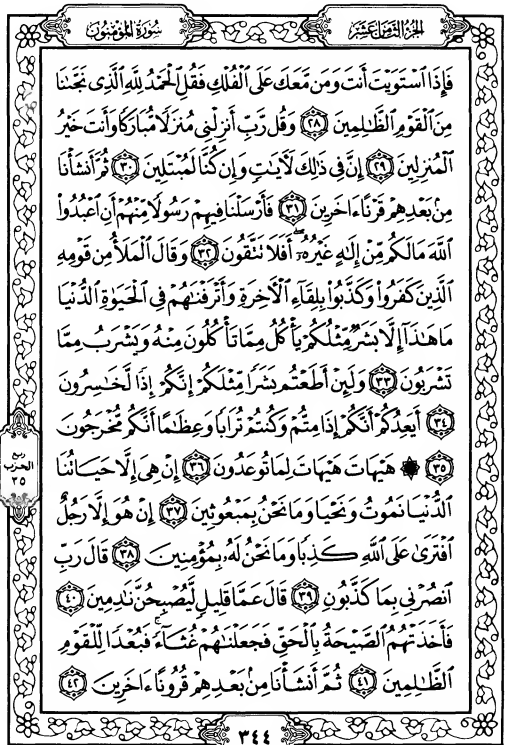 الجزء الثامن عشر
سورة المؤمنون
فَإِذَا ٱسْتَوَيْتَ أَنتَ وَمَن مَّعَكَ عَلَى ٱلْفُلْكِ فَقُلِ ٱلْحَمْدُ لِلَّهِ ٱلَّذِى نَجَّىٰنَا
مِنَ ٱلْقَوْمِ ٱلظَّٰلِمِينَ ٢٨ وَقُل رَّبِّ أَنزِلْنِى مُنزَلًا مُّبَارَكًا وَأَنتَ خَيْرُ
ٱلْمُنزِلِينَ ٢٩ إِنَّ فِى ذَٰلِكَ لَءَايَٰتٍ وَإِن كُنَّا لَمُبْتَلِينَ ٣٠ ثُمَّ أَنشَأْنَا
مِنۢ بَعْدِهِمْ قَرْنًا ءَاخَرِينَ ٣١ فَأَرْسَلْنَا فِيهِمْ رَسُولًا مِّنْهُمْ أَنِ ٱعْبُدُوا۟
ٱللَّهَ مَا لَكُم مِّنْ إِلَٰهٍ غَيْرُهُۥٓ أَفَلَا تَتَّقُونَ ٣٢ وَقَالَ ٱلْمَلَأُ مِن قَوْمِهِ
ٱلَّذِينَ كَفَرُوا۟ وَكَذَّبُوا۟ بِلِقَآءِ ٱلْءَاخِرَةِ وَأَتْرَفْنَٰهُمْ فِى ٱلْحَيَوٰةِ ٱلدُّنْيَا
مَا هَٰذَآ إِلَّا بَشَرٌ مِّثْلُكُمْ يَأْكُلُ مِمَّا تَأْكُلُونَ مِنْهُ وَيَشْرَبُ مِمَّا
تَشْرَبُونَ ٣٣ وَلَئِنْ أَطَعْتُم بَشَرًا مِّثْلَكُمْ إِنَّكُمْ إِذًا لَّخَٰسِرُونَ
٣٤ أَيَعِدُكُمْ أَنَّكُمْ إِذَا مِتُّمْ وَكُنتُمْ تُرَابًا وَعِظَٰمًا أَنَّكُم مُّخْرَجُونَ
٣٥ ۞ هَيْهَاتَ هَيْهَاتَ لِمَا تُوعَدُونَ ٣٦ إِنْ هِىَ إِلَّا حَيَاتُنَا
ربع الحزب ٣٥
ٱلدُّنْيَا نَمُوتُ وَنَحْيَا وَمَا نَحْنُ بِمَبْعُوثِينَ ٣٧ إِنْ هُوَ إِلَّا رَجُلٌ
ٱفْتَرَىٰ عَلَى ٱللَّهِ كَذِبًا وَمَا نَحْنُ لَهُۥ بِمُؤْمِنِينَ ٣٨ قَالَ رَبِّ
ٱنصُرْنِى بِمَا كَذَّبُونِ ٣٩ قَالَ عَمَّا قَلِيلٍ لَّيُصْبِحُنَّ نَٰدِمِينَ ٤٠
فَأَخَذَتْهُمُ ٱلصَّيْحَةُ بِٱلْحَقِّ فَجَعَلْنَٰهُمْ غُثَآءً فَبُعْدًا لِّلْقَوْمِ
ٱلظَّٰلِمِينَ ٤١ ثُمَّ أَنشَأْنَا مِنۢ بَعْدِهِمْ قُرُونًا ءَاخَرِينَ ٤٢
٣٤٤